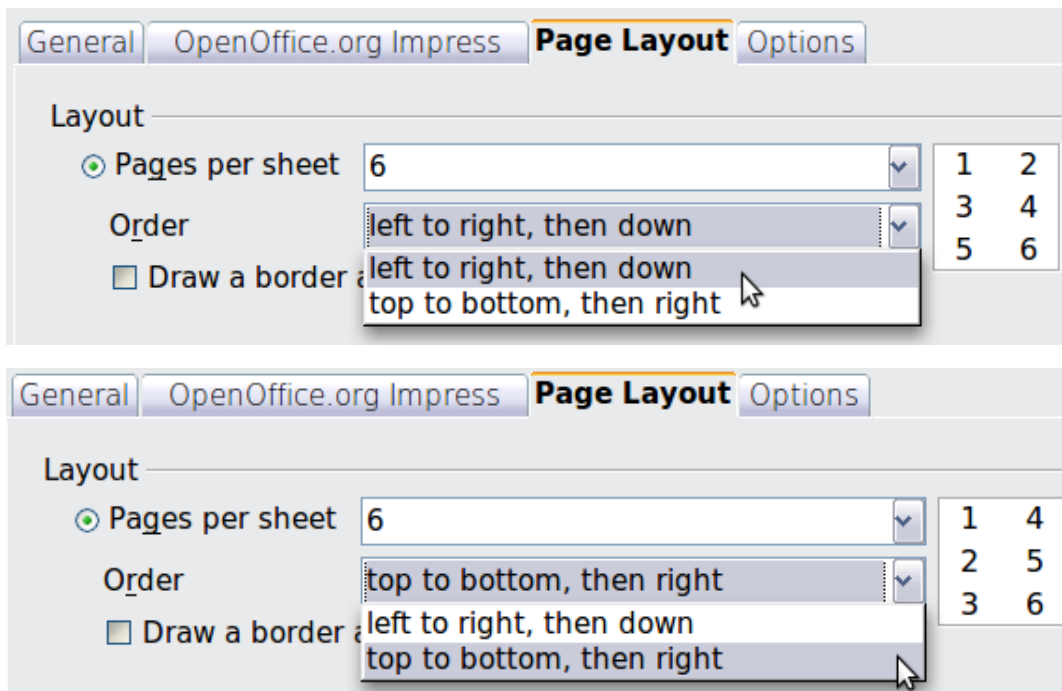 General OpenOffice.org Impress Page Layout Options
Layout
Pages per sheet 6 1 2
Order left to right, then down 3 4
5 6
Draw a border left to right, then down
top to bottom, then right
General OpenOffice.org Impress Page Layout Options
Layout
Pages per sheet 6 1 4
Order top to bottom, then right 2 5
3 6
Draw a border left to right, then down
top to bottom, then right